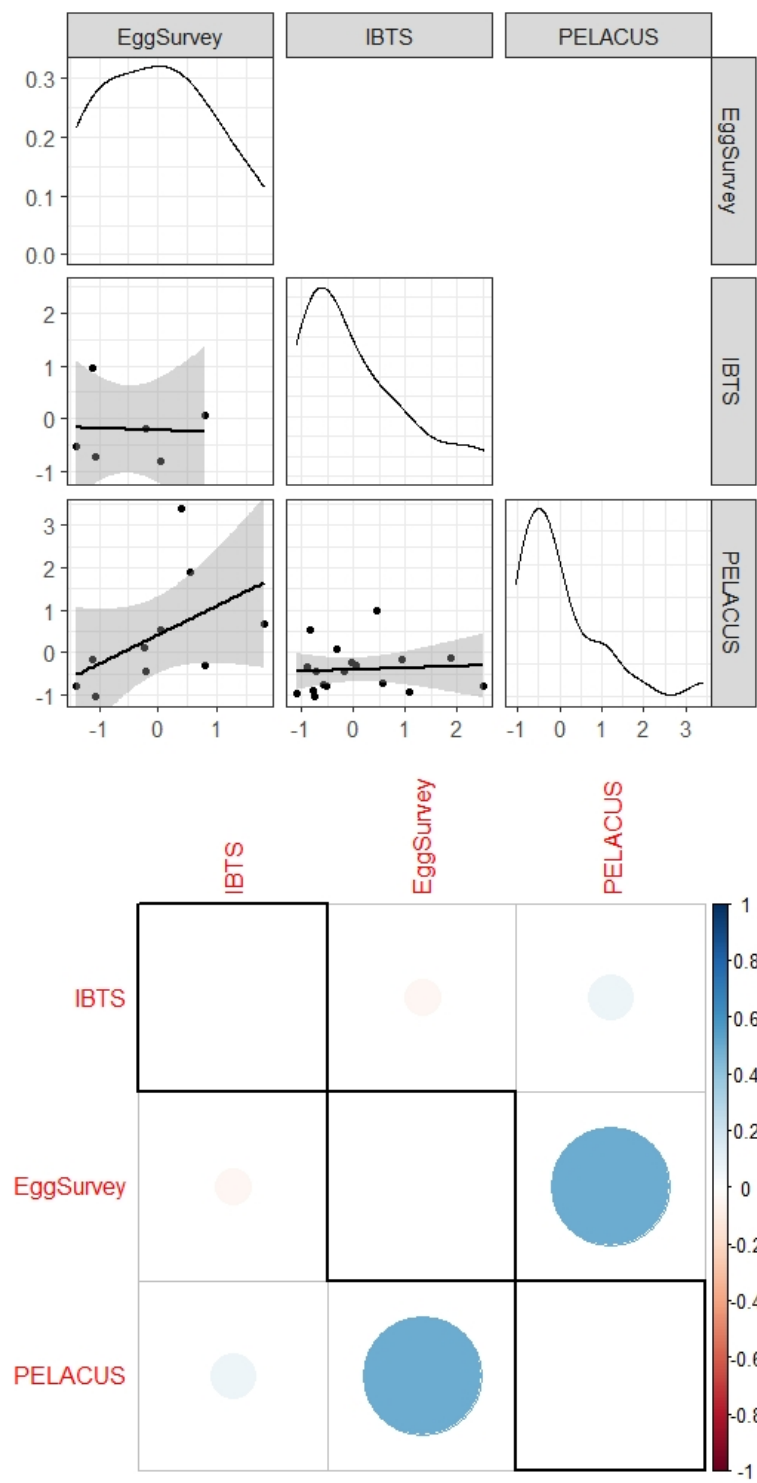 EggSurvey IBTS PELACUS
0.3
0.2
0.1
0.0
EggSurvey
2
1
0
-1
IBTS
3
2
1
0
-1
PELACUS
-1 0 1 -1 0 1 2 -1 0 1 2 3
IBTS EggSurvey PELACUS
IBTS
EggSurvey
PELACUS
1
0.8
0.6
0.4
0.2
0
-0.2
-0.4
-0.6
-0.8
-1